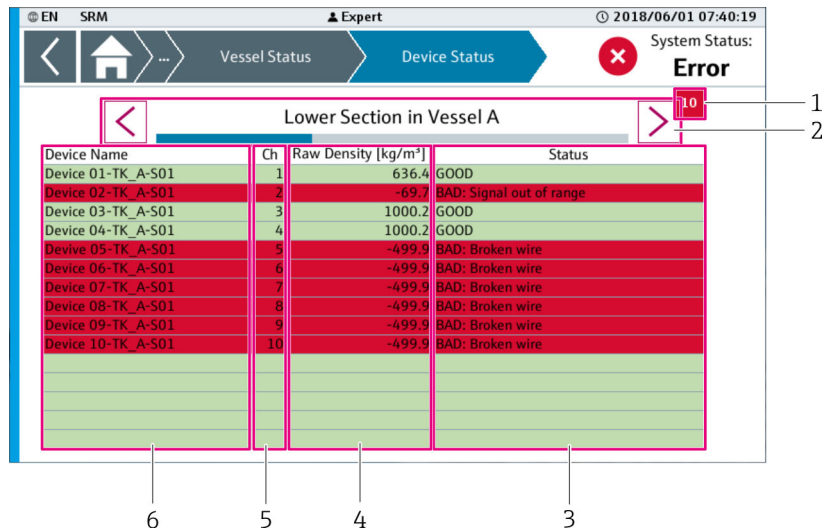 EN SRM Expert 2018/06/01 07:40:19
... Vessel Status Device Status System Status:
Error
10 1
Lower Section in Vessel A 2
Device Name Ch Raw Density [kg/m³] Status
Device 01-TK_A-S01 1 636.4 GOOD
Device 02-TK_A-S01 2 -69.7 BAD: Signal out of range
Device 03-TK_A-S01 3 1000.2 GOOD
Device 04-TK_A-S01 4 1000.2 GOOD
Devive 05-TK_A-S01 5 -499.9 BAD: Broken wire
Device 06-TK_A-S01 6 -499.9 BAD: Broken wire
Device 07-TK_A-S01 7 -499.9 BAD: Broken wire
Device 08-TK_A-S01 8 -499.9 BAD: Broken wire
Device 09-TK_A-S01 9 -499.9 BAD: Broken wire
Device 10-TK_A-S01 10 -499.9 BAD: Broken wire
6 5 4 3